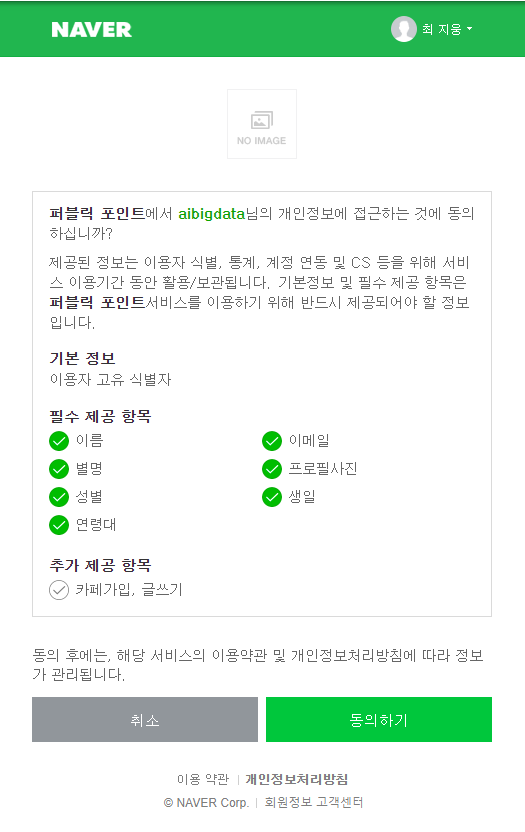 NAVER
최 지웅
NO IMAGE
퍼블릭 포인트에서 aibigdata님의 개인정보에 접근하는 것에 동의
하십니까?
제공된 정보는 이용자 식별, 통계, 계정 연동 및 CS 등을 위해 서비
스 이용기간 동안 활용/보관됩니다. 기본정보 및 필수 제공 항목은
퍼블릭 포인트서비스를 이용하기 위해 반드시 제공되어야 할 정보
입니다.
기본 정보
이용자 고유 식별자
필수 제공 항목
이름 이메일
별명 프로필사진
성별 생일
연령대
추가 제공 항목
카페가입, 글쓰기
동의 후에는, 해당 서비스의 이용약관 및 개인정보처리방침에 따라 정보
가 관리됩니다.
취소 동의하기
이용 약관 | 개인정보처리방침
© NAVER Corp. | 회원정보 고객센터